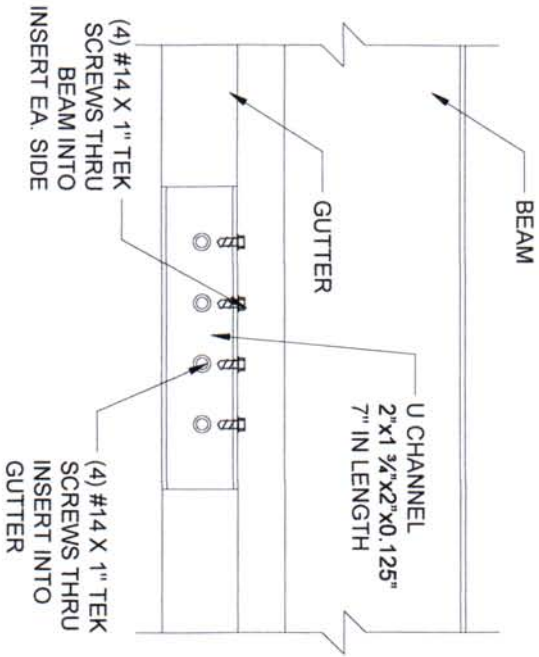 BEAM
GUTTER
U CHANNEL
2"x1 ¾"x2"x0.125"
7" IN LENGTH
(4) #14 X 1" TEK
SCREWS THRU
BEAM INTO
INSERT EA. SIDE
(4) #14 X 1" TEK
SCREWS THRU
INSERT INTO
GUTTER